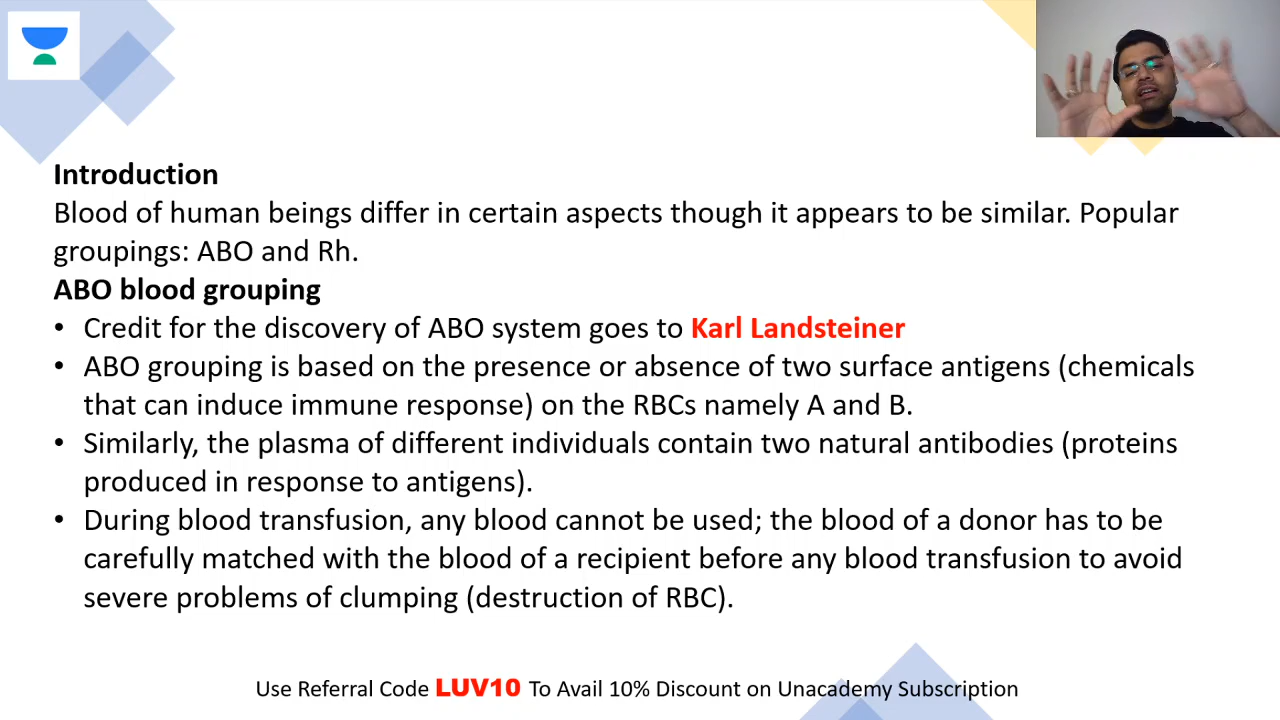 Introduction
Blood of human beings differ in certain aspects though it appears to be similar. Popular
groupings: ABO and Rh.
ABO blood grouping
• Credit for the discovery of ABO system goes to Karl Landsteiner
• ABO grouping is based on the presence or absence of two surface antigens (chemicals
that can induce immune response) on the RBCs namely A and B.
• Similarly, the plasma of different individuals contain two natural antibodies (proteins
produced in response to antigens).
• During blood transfusion, any blood cannot be used; the blood of a donor has to be
carefully matched with the blood of a recipient before any blood transfusion to avoid
severe problems of clumping (destruction of RBC).
Use Referral Code LUV10 To Avail 10% Discount on Unacademy Subscription